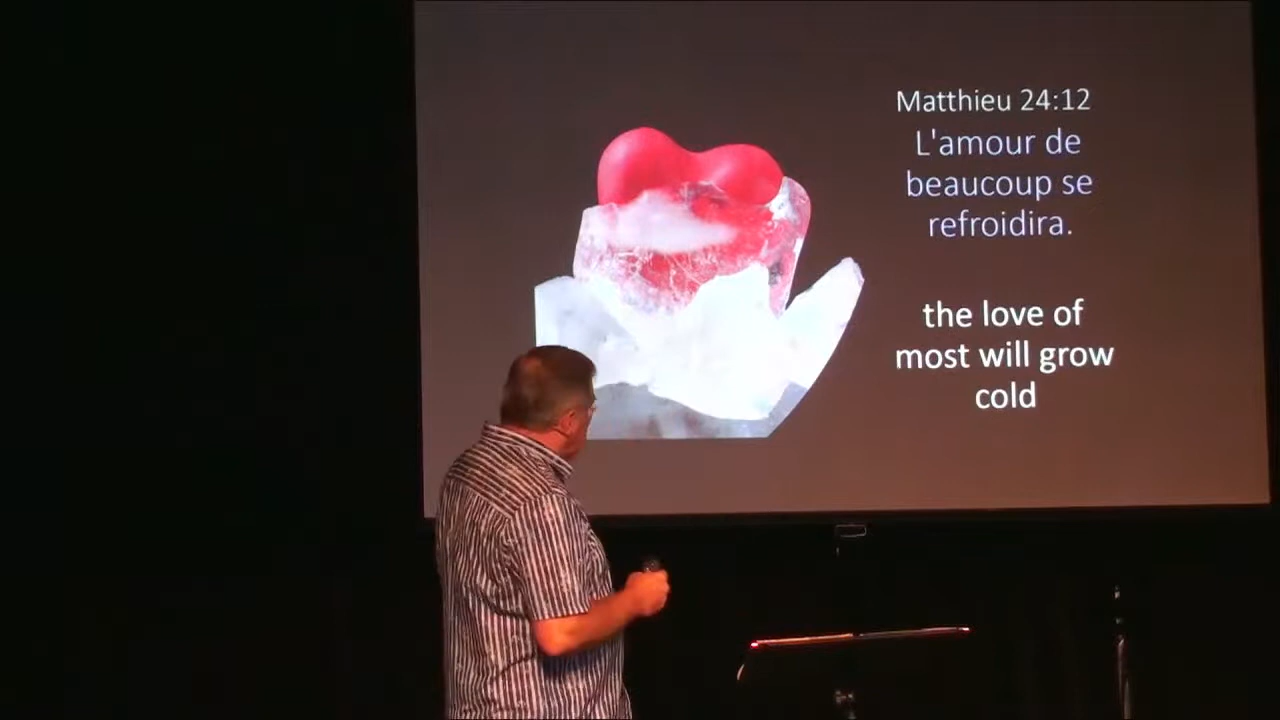 Matthieu 24:12
L'amour de
beaucoup se
refroidira.
the love of
most will grow
cold